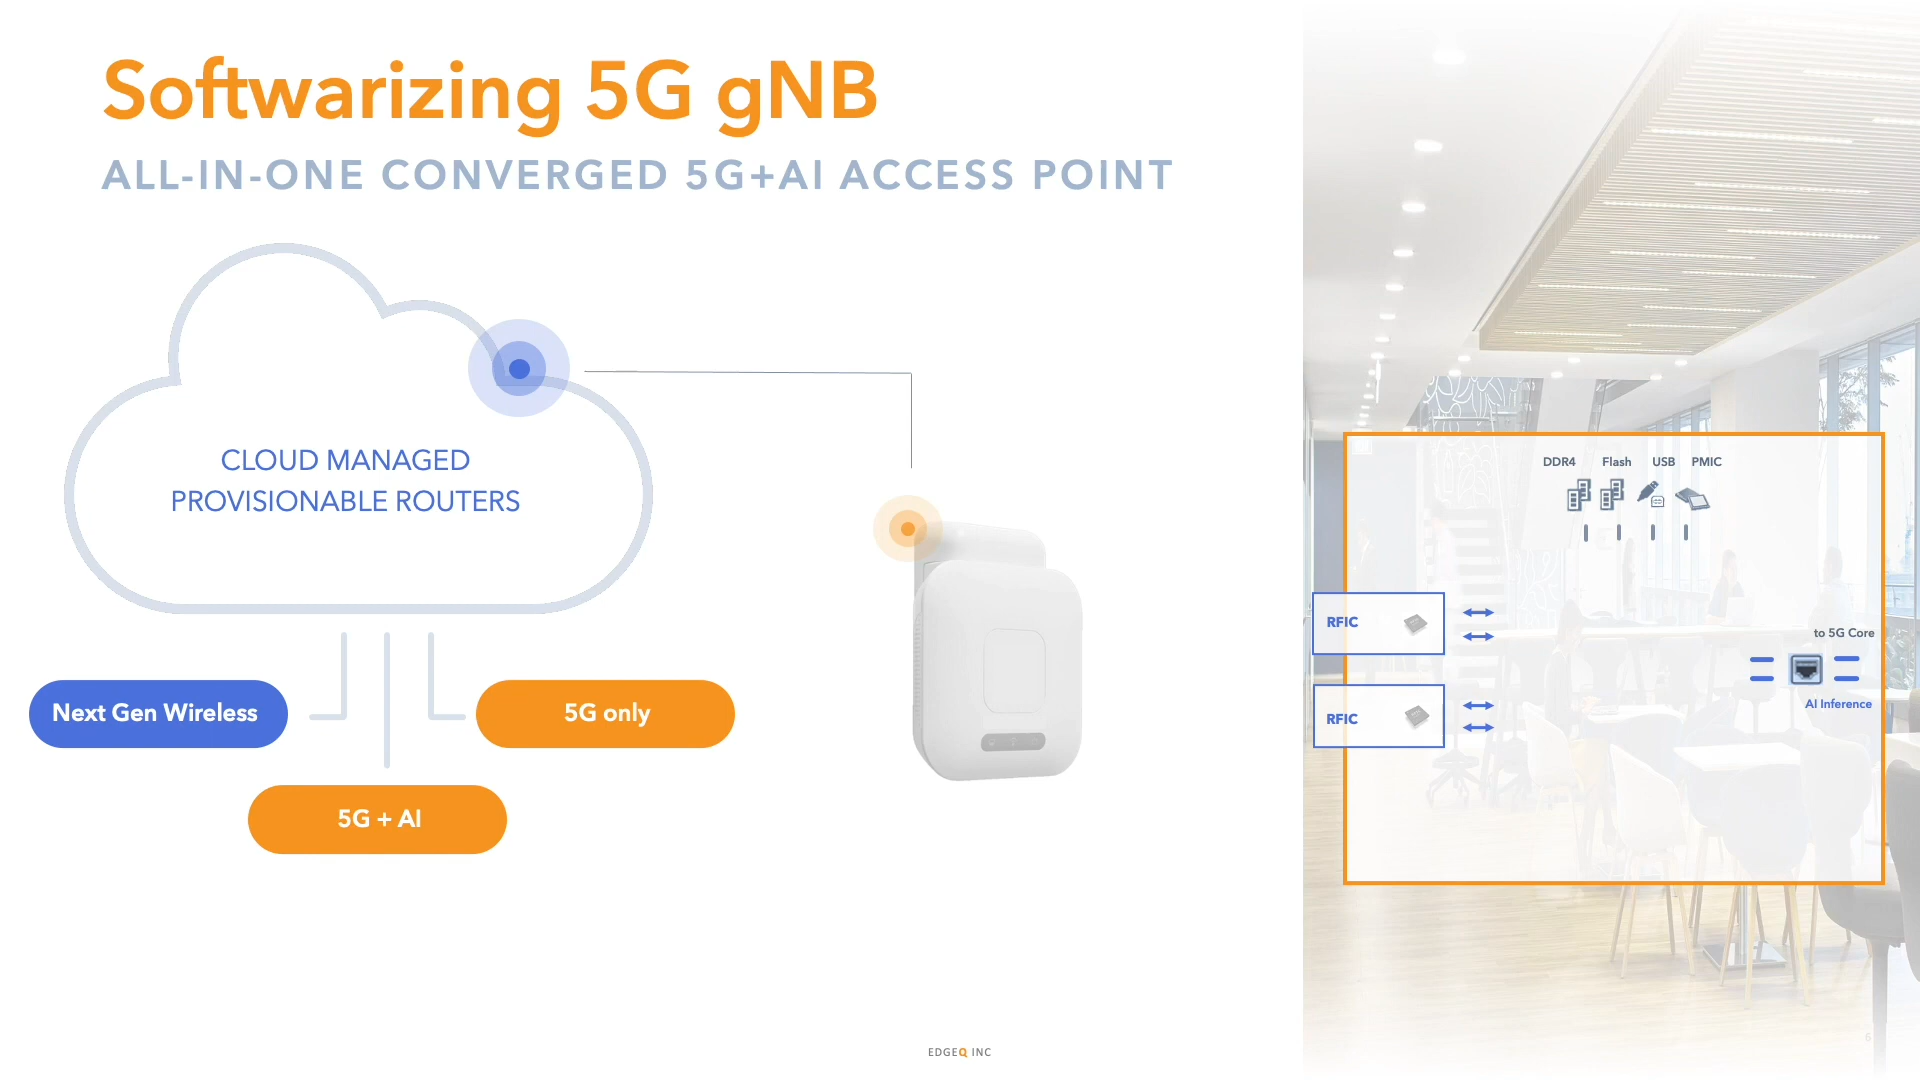 Softwarizing 5G gNB
ALL-IN-ONE CONVERGED 5G+AI ACCESS POINT
CLOUD MANAGED
PROVISIONABLE ROUTERS
Next Gen Wireless
5G only
5G + AI
DDR4 Flash USB PMIC
RFIC
to 5G Core
RFIC
AI Inference
EDGEQ INC
6